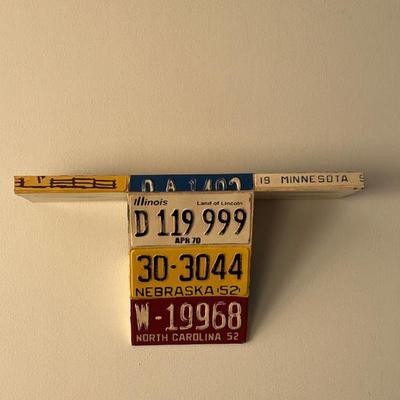 19 MINNESOTA
Illinois Land of Lincoln
D 119 999
APR 70
30-3044
NEBRASKA '52
W-19968
NORTH CAROLINA 52